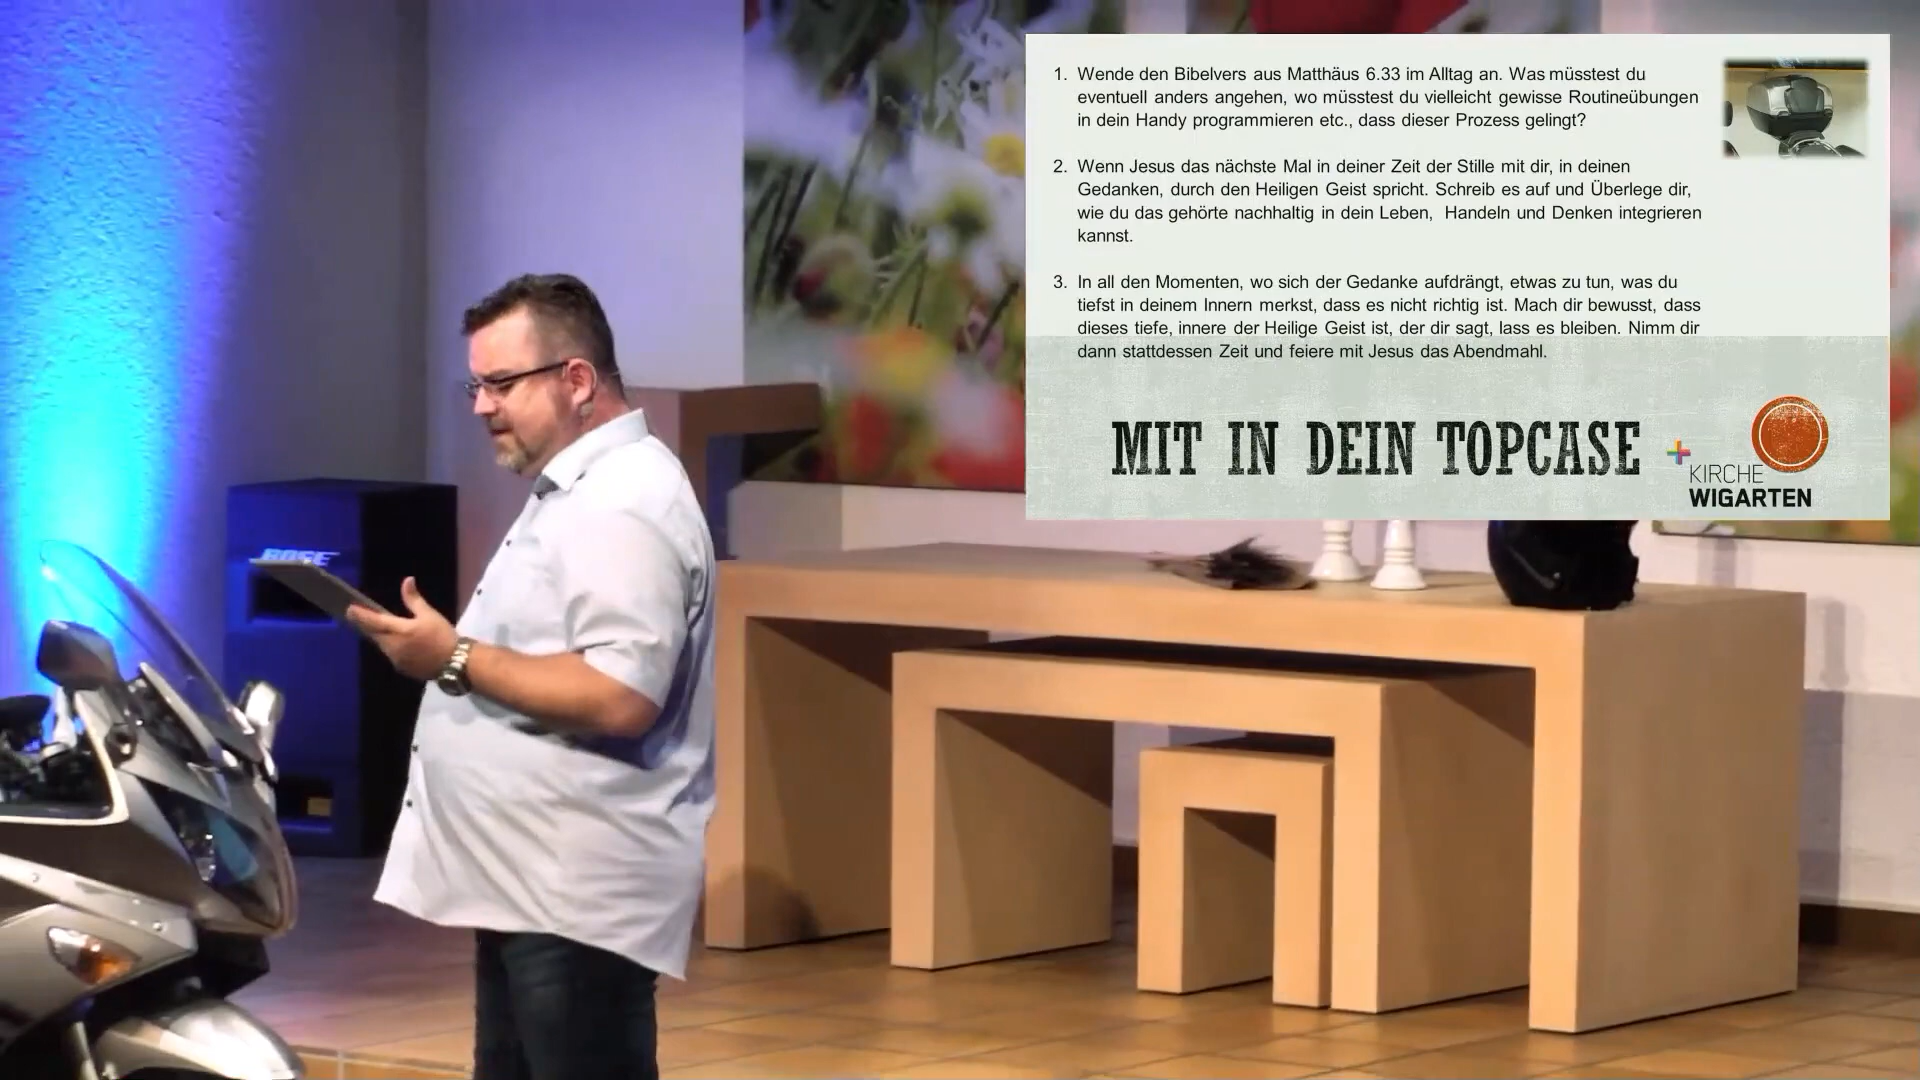 1. Wende den Bibelvers aus Matthäus 6.33 im Alltag an. Was müsstest du
eventuell anders angehen, wo müsstest du vielleicht gewisse Routineübungen
in dein Handy programmieren etc., dass dieser Prozess gelingt?
2. Wenn Jesus das nächste Mal in deiner Zeit der Stille mit dir, in deinen
Gedanken, durch den Heiligen Geist spricht. Schreib es auf und Überlege dir,
wie du das gehörte nachhaltig in dein Leben,  Handeln und Denken integrieren
kannst.
3. In all den Momenten, wo sich der Gedanke aufdrängt, etwas zu tun, was du
tiefst in deinem Innern merkst, dass es nicht richtig ist. Mach dir bewusst, dass
dieses tiefe, innere der Heilige Geist ist, der dir sagt, lass es bleiben. Nimm dir
dann stattdessen Zeit und feiere mit Jesus das Abendmahl.
MIT IN DEIN TOPCASE
KIRCHE
WIGARTEN
BOSE